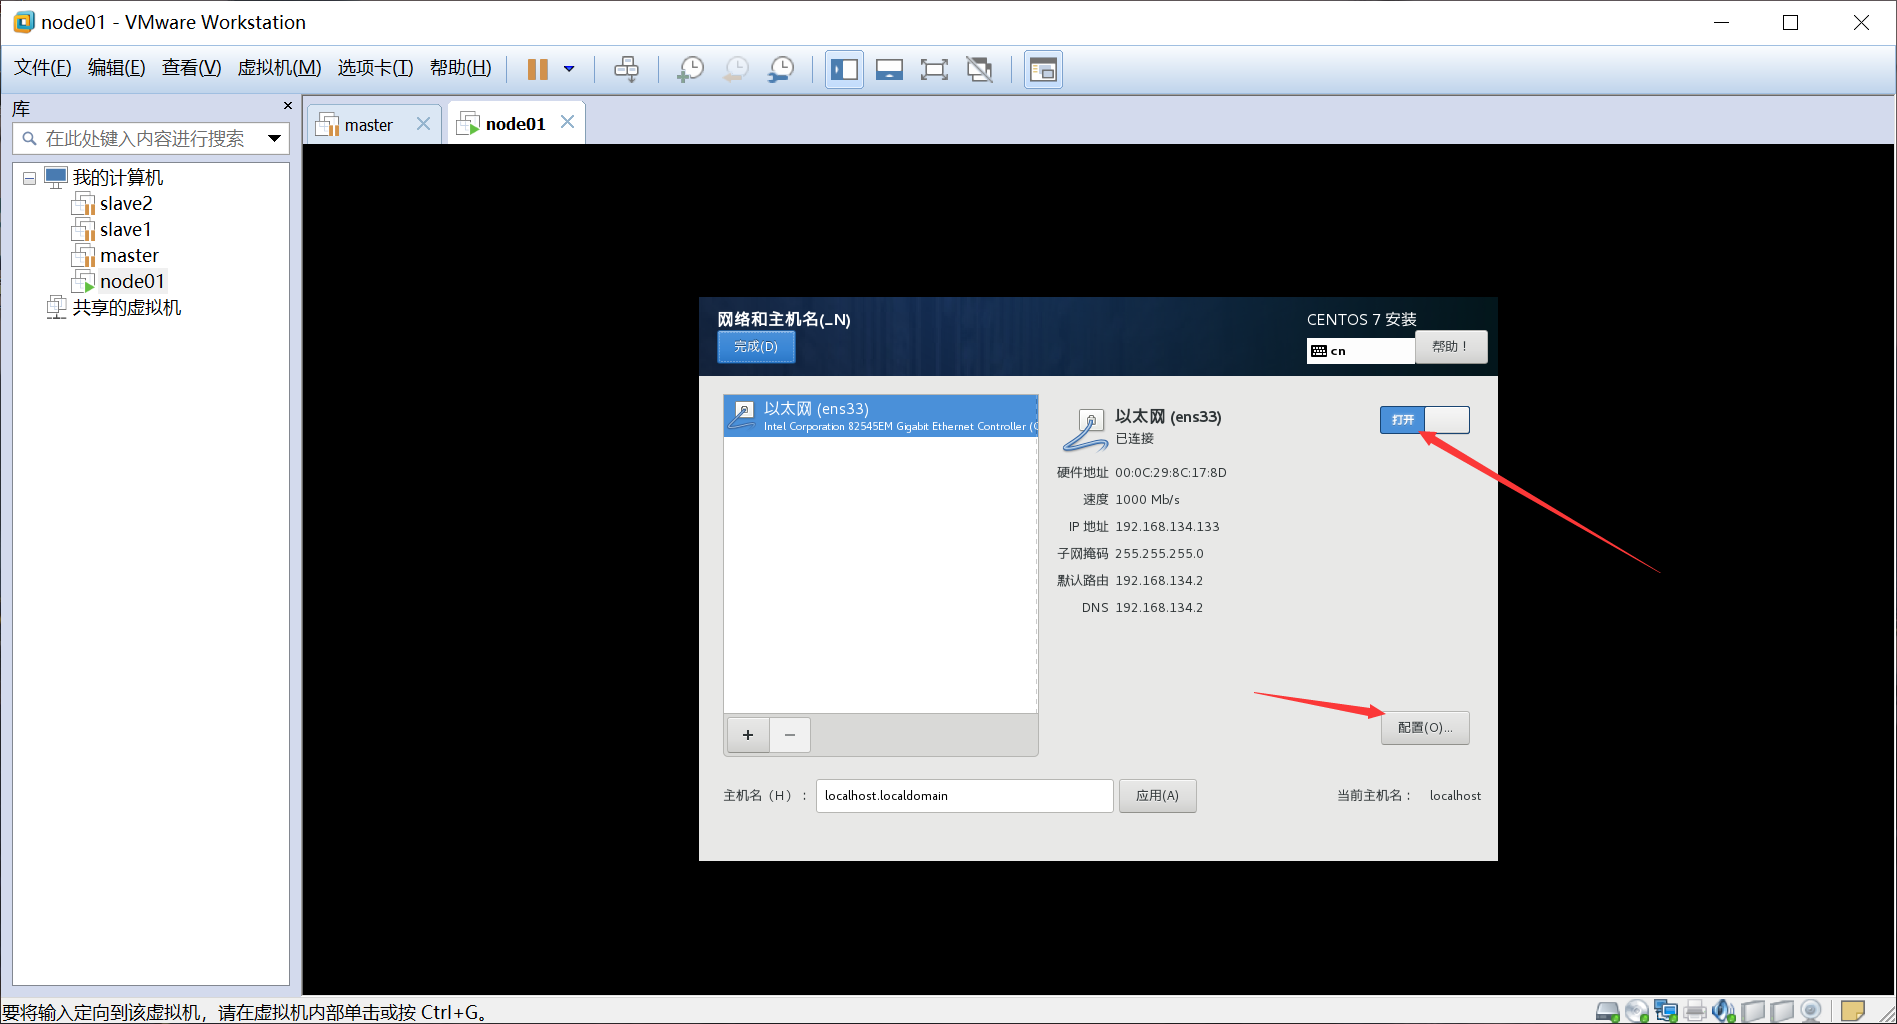 node01 - VMware Workstation
文件(F) 编辑(E) 查看(V) 虚拟机(M) 选项卡(T) 帮助(H)
库
在此处键入内容进行搜索
我的计算机
slave2
slave1
master
node01
共享的虚拟机
master
node01
网络和主机名(_N)
完成(D)
CENTOS 7 安装
cn
帮助！
以太网 (ens33)
Intel Corporation 82545EM Gigabit Ethernet Controller (
以太网 (ens33)
已连接
打开
硬件地址 00:0C:29:8C:17:8D
速度 1000 Mb/s
IP 地址 192.168.134.133
子网掩码 255.255.255.0
默认路由 192.168.134.2
DNS 192.168.134.2
+ −
配置(O)...
主机名（H）： localhost.localdomain 应用(A) 当前主机名： localhost
要将输入定向到该虚拟机，请在虚拟机内部单击或按 Ctrl+G。